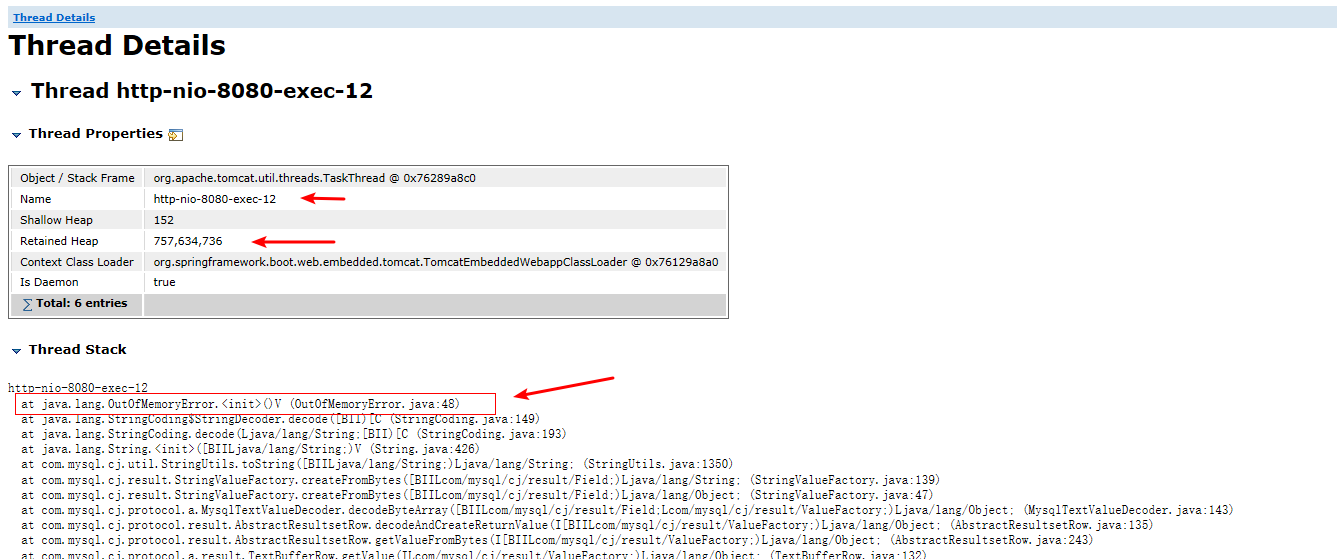 Thread Details
Thread Details
Thread http-nio-8080-exec-12
Thread Properties
Object / Stack Frame org.apache.tomcat.util.threads.TaskThread @ 0x76289a8c0
Name http-nio-8080-exec-12
Shallow Heap 152
Retained Heap 757,634,736
Context Class Loader org.springframework.boot.web.embedded.tomcat.TomcatEmbeddedWebappClassLoader @ 0x76129a8a0
Is Daemon true
∑ Total: 6 entries
Thread Stack
http-nio-8080-exec-12
at java.lang.OutOfMemoryError.<init>()V (OutOfMemoryError.java:48)
at java.lang.StringCoding$StringDecoder.decode([BII)[C (StringCoding.java:149)
at java.lang.StringCoding.decode(Ljava/lang/String;[BII)[C (StringCoding.java:193)
at java.lang.String.<init>([BIILjava/lang/String;)V (String.java:426)
at com.mysql.cj.util.StringUtils.toString([BIILjava/lang/String;)Ljava/lang/String; (StringUtils.java:1350)
at com.mysql.cj.result.StringValueFactory.createFromBytes([BIILcom/mysql/cj/result/Field;)Ljava/lang/String; (StringValueFactory.java:139)
at com.mysql.cj.result.StringValueFactory.createFromBytes([BIILcom/mysql/cj/result/Field;)Ljava/lang/Object; (StringValueFactory.java:47)
at com.mysql.cj.protocol.a.MysqlTextValueDecoder.decodeByteArray([BIILcom/mysql/cj/result/Field;Lcom/mysql/cj/result/ValueFactory;)Ljava/lang/Object; (MysqlTextValueDecoder.java:143)
at com.mysql.cj.protocol.result.AbstractResultsetRow.decodeAndCreateReturnValue(I[BIILcom/mysql/cj/result/ValueFactory;)Ljava/lang/Object; (AbstractResultsetRow.java:135)
at com.mysql.cj.protocol.result.AbstractResultsetRow.getValueFromBytes(I[BIILcom/mysql/cj/result/ValueFactory;)Ljava/lang/Object; (AbstractResultsetRow.java:243)
at com.mysql.cj.protocol.a.result.TextBufferRow.getValue(ILcom/mysql/cj/result/ValueFactory;)Ljava/lang/Object; (TextBufferRow.java:132)